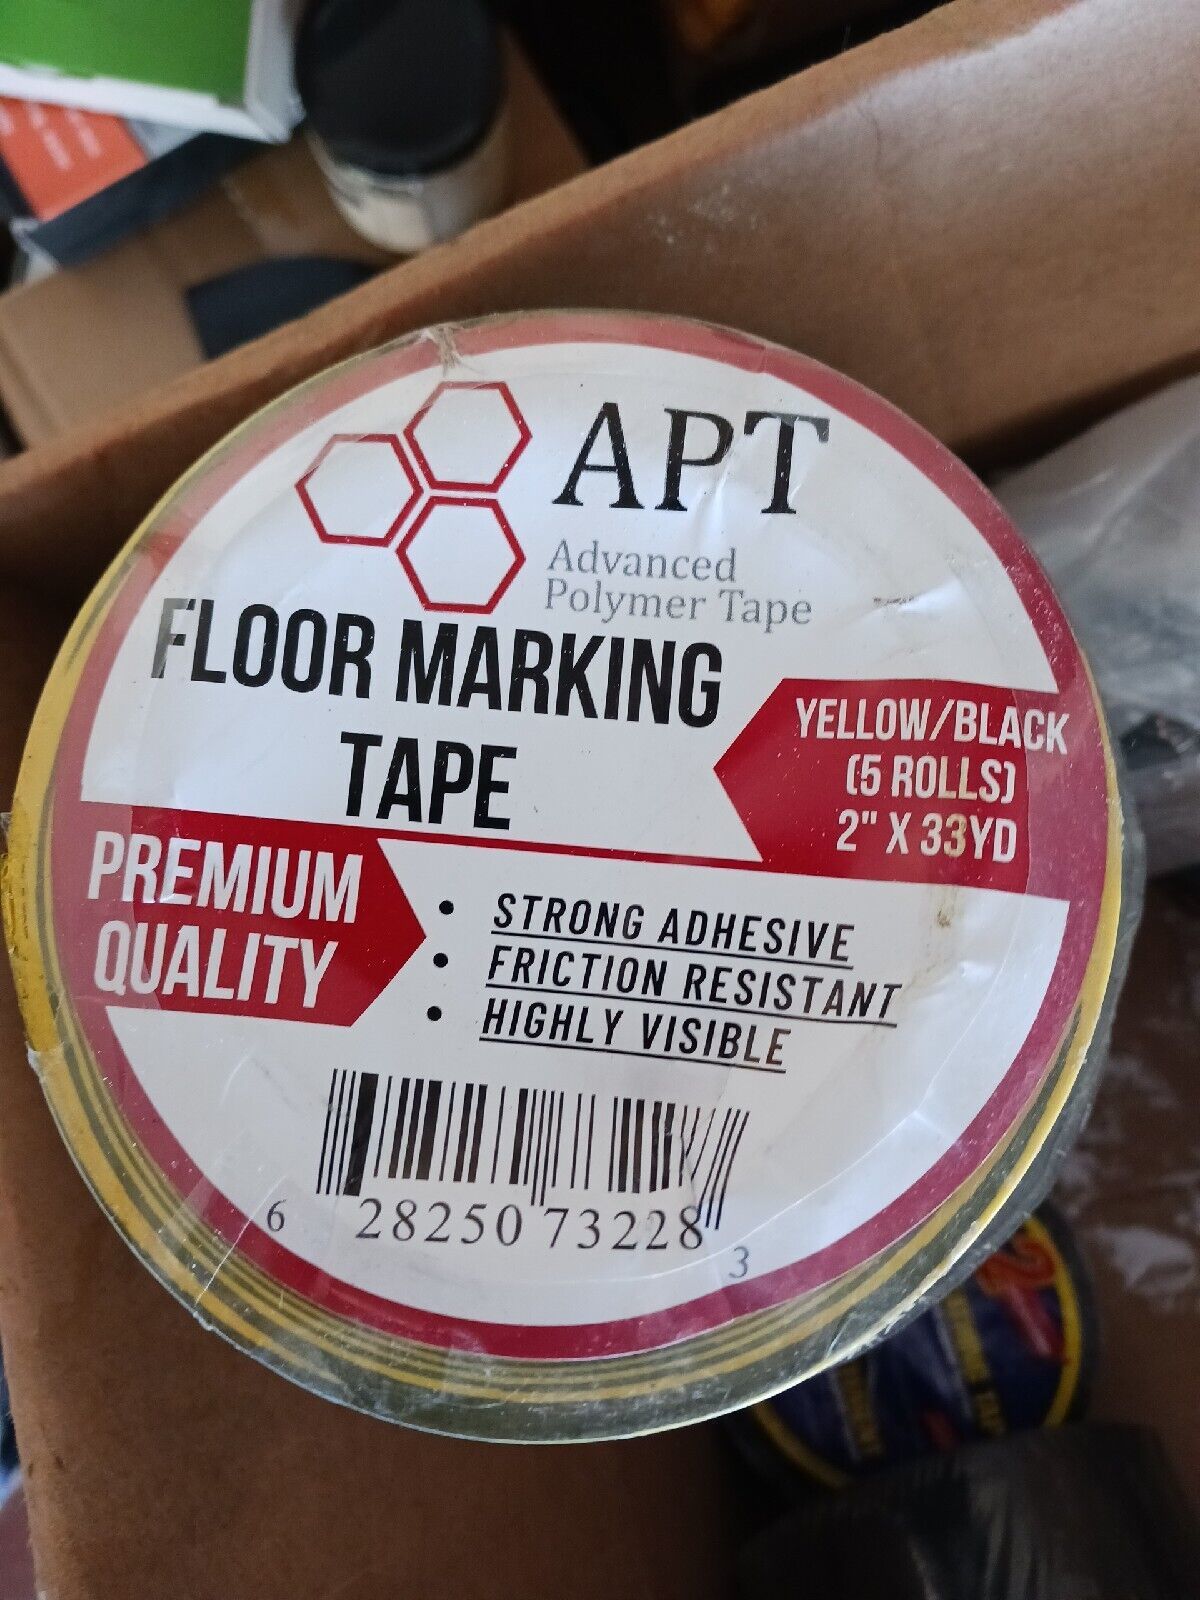 APT
Advanced
Polymer Tape
FLOOR MARKING
TAPE
YELLOW/BLACK
(5 ROLLS)
2" X 33YD
PREMIUM
QUALITY
• STRONG ADHESIVE
• FRICTION RESISTANT
• HIGHLY VISIBLE
6 28250 73228 3